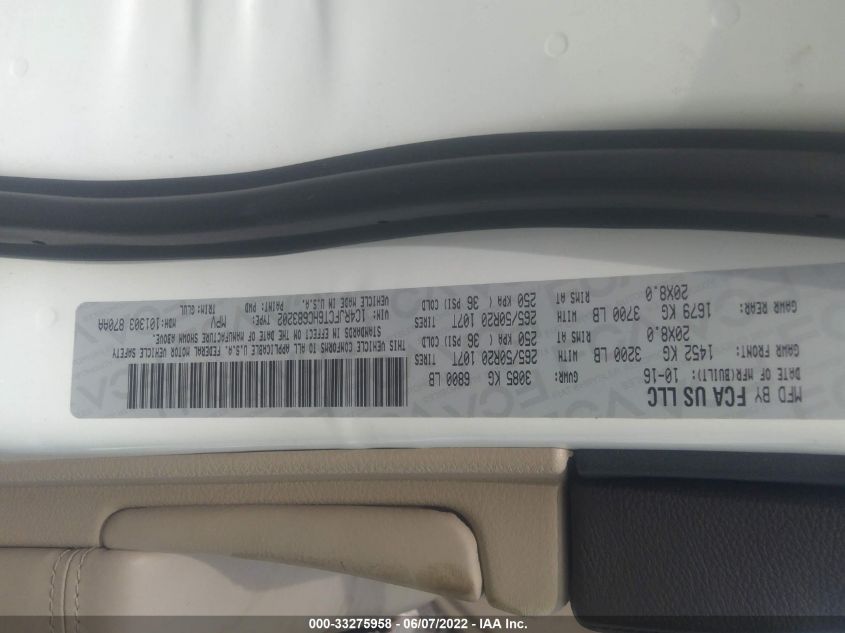 MFD BY FCA US LLC
DATE OF MFR(BUILT): 10-16 GVWR: 3085 KG 6800 LB
GAWR FRONT: 1452 KG 3200 LB WITH 265/50R20 107T TIRES
20X8.0 RIMS AT 250 KPA ( 36 PSI) COLD
GAWR REAR: 1679 KG 3700 LB WITH 265/50R20 107T TIRES
20X8.0 RIMS AT 250 KPA ( 36 PSI) COLD
THIS VEHICLE CONFORMS TO ALL APPLICABLE U.S.A. FEDERAL MOTOR VEHICLE SAFETY
STANDARDS IN EFFECT ON THE DATE OF MANUFACTURE SHOWN ABOVE.
VIN: 1C4RJFCT6HC683202 TYPE: MPV MDH:101303 870AA
VEHICLE MADE IN U.S.A. PAINT: PWD TRIM:GLUL
000-33275958 - 06/07/2022 - IAA Inc.